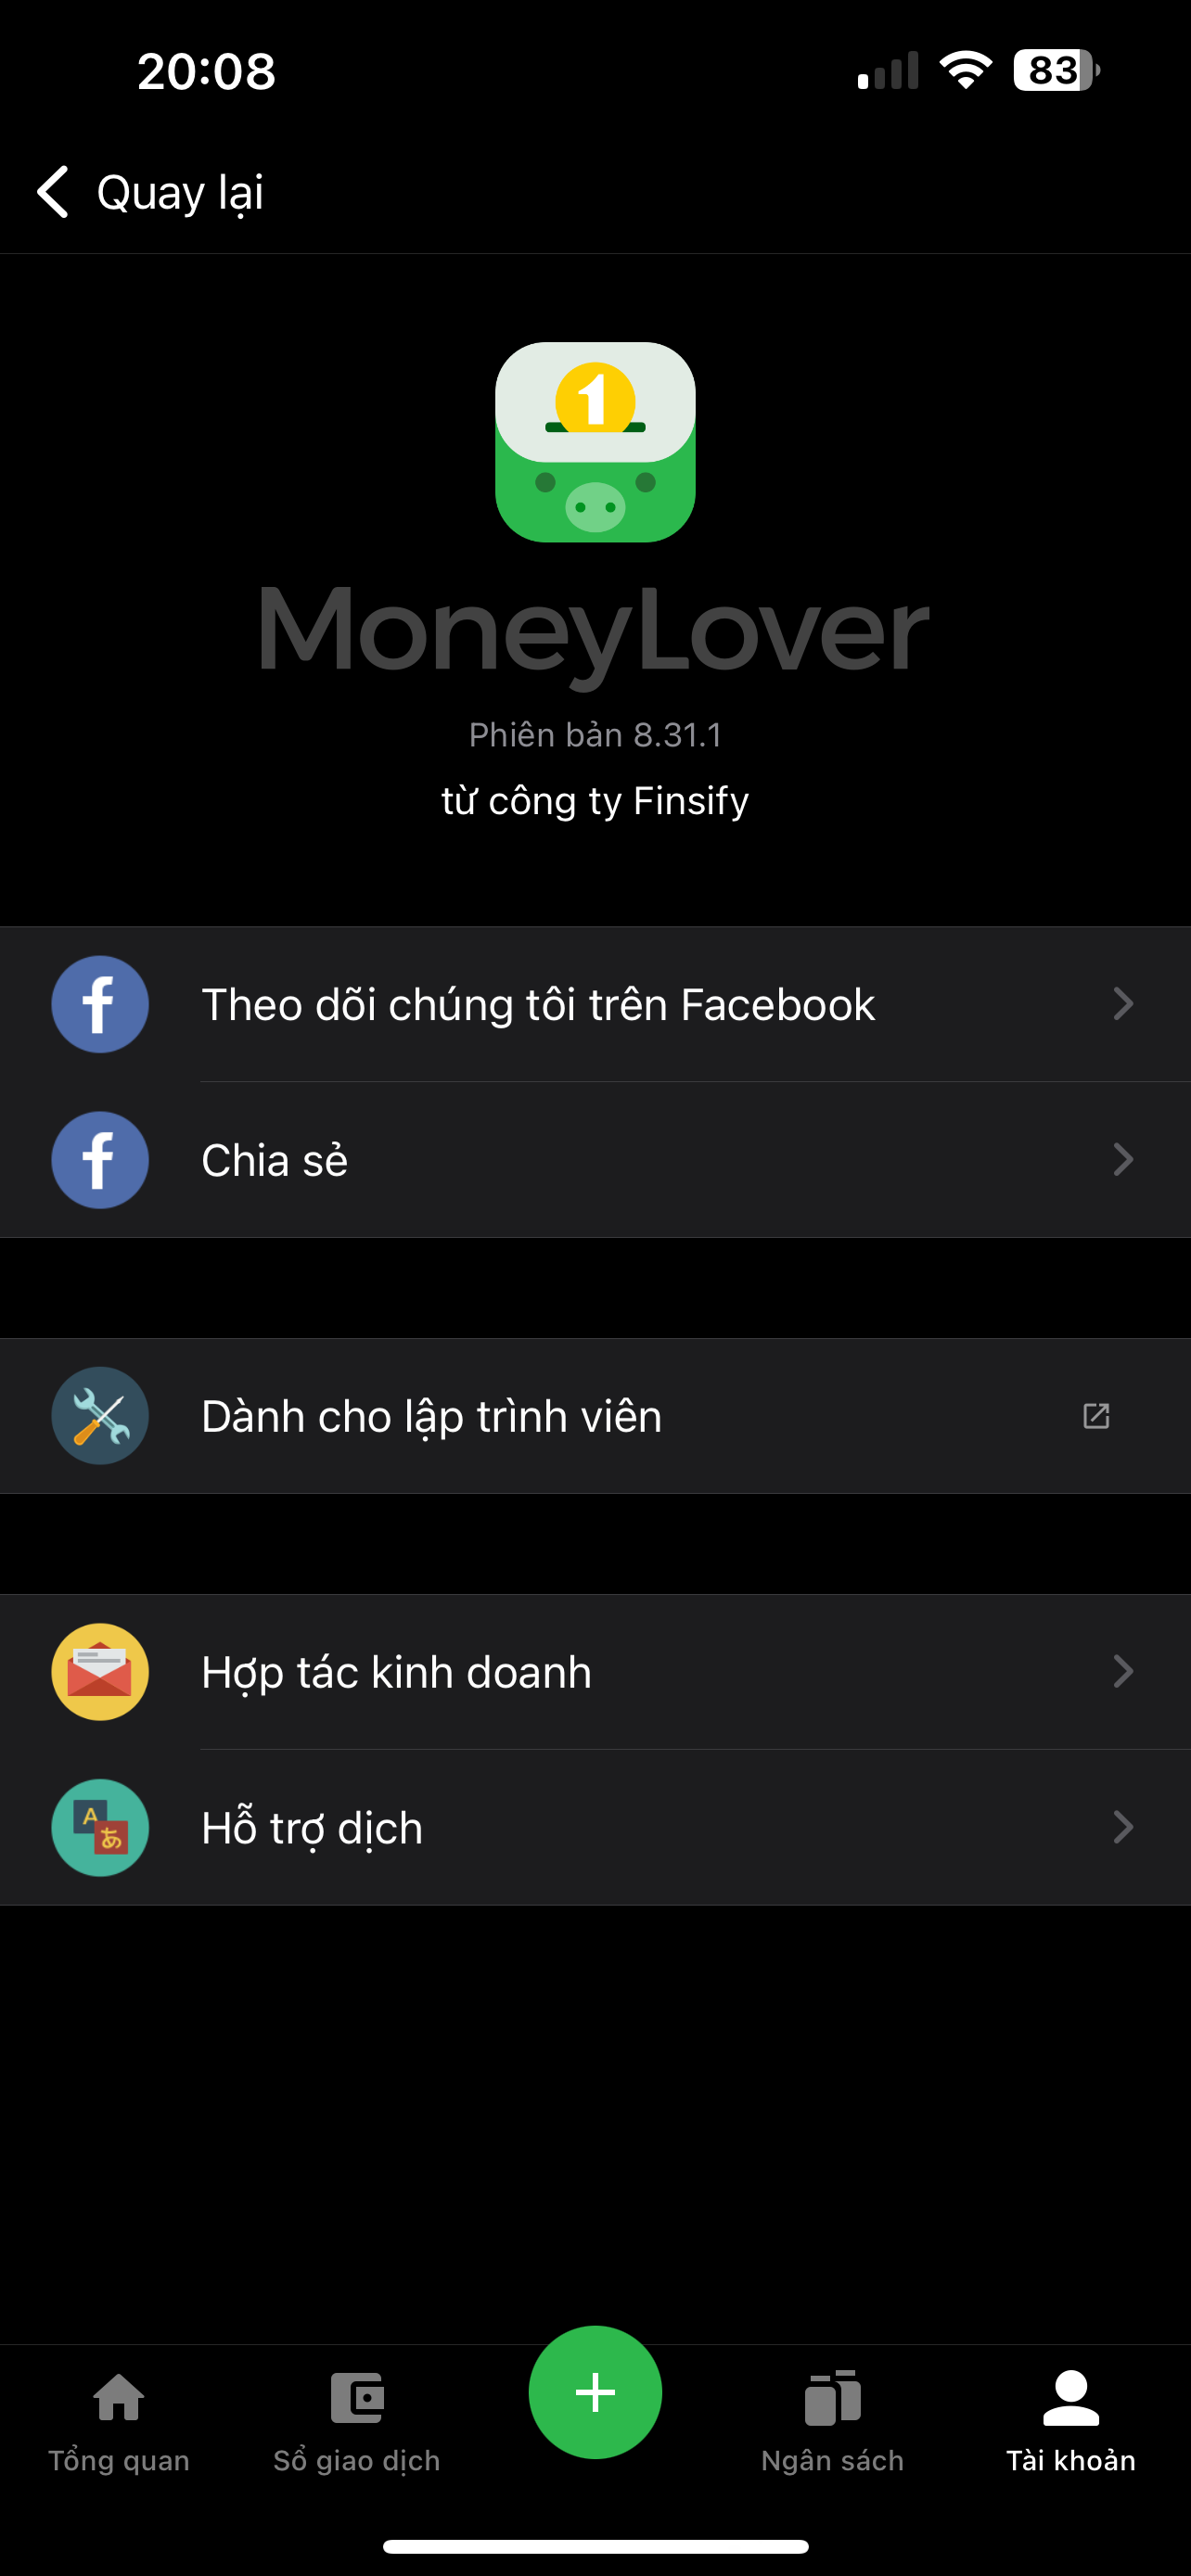 20:08
83
Quay lại
1
MoneyLover
Phiên bản 8.31.1
từ công ty Finsify
f
Theo dõi chúng tôi trên Facebook
f
Chia sẻ
Dành cho lập trình viên
Hợp tác kinh doanh
A
あ
Hỗ trợ dịch
Tổng quan
Sổ giao dịch
Ngân sách
Tài khoản